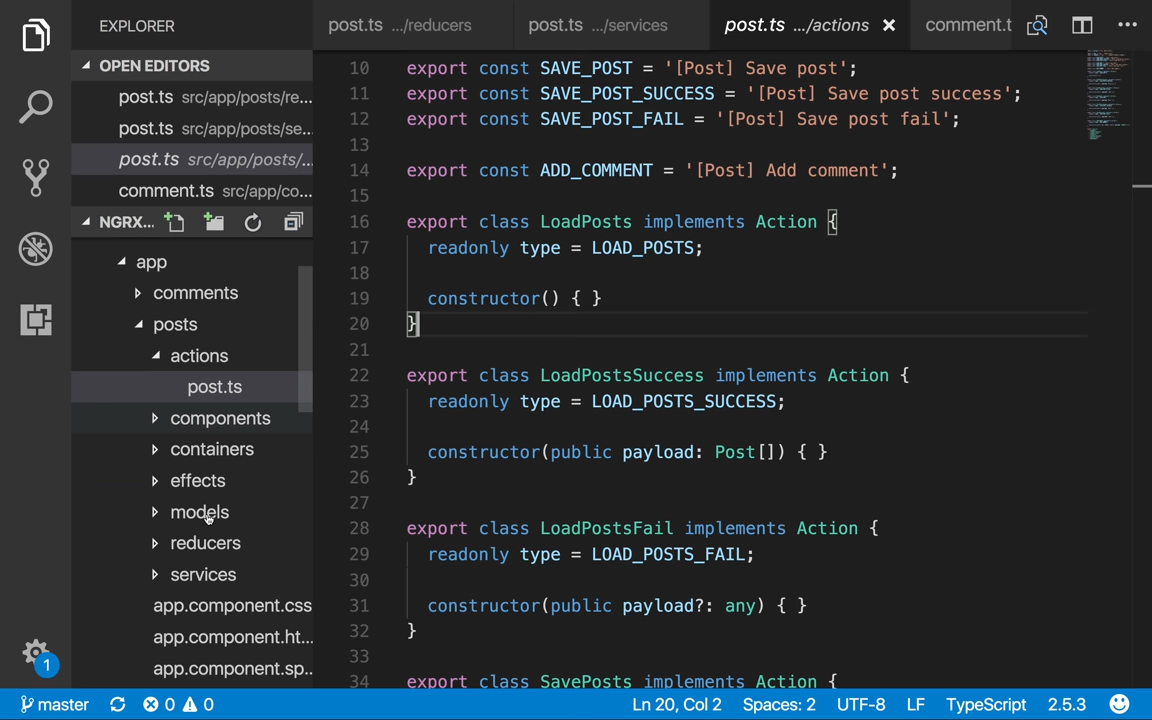 EXPLORER
OPEN EDITORS
post.ts src/app/posts/re...
post.ts src/app/posts/se...
post.ts src/app/posts/...
comment.ts src/app/co...
NGRX...
app
comments
posts
actions
post.ts
components
containers
effects
models
reducers
services
app.component.css
app.component.ht...
app.component.sp...
1
post.ts .../reducers
post.ts .../services
post.ts .../actions
comment.t
10 export const SAVE_POST = '[Post] Save post';
11 export const SAVE_POST_SUCCESS = '[Post] Save post success';
12 export const SAVE_POST_FAIL = '[Post] Save post fail';
13
14 export const ADD_COMMENT = '[Post] Add comment';
15
16 export class LoadPosts implements Action {
17 readonly type = LOAD_POSTS;
18
19 constructor() { }
20 }
21
22 export class LoadPostsSuccess implements Action {
23 readonly type = LOAD_POSTS_SUCCESS;
24
25 constructor(public payload: Post[]) { }
26 }
27
28 export class LoadPostsFail implements Action {
29 readonly type = LOAD_POSTS_FAIL;
30
31 constructor(public payload?: any) { }
32 }
33
34 export class SavePosts implements Action {
master 0 0 Ln 20, Col 2 Spaces: 2 UTF-8 LF TypeScript 2.5.3